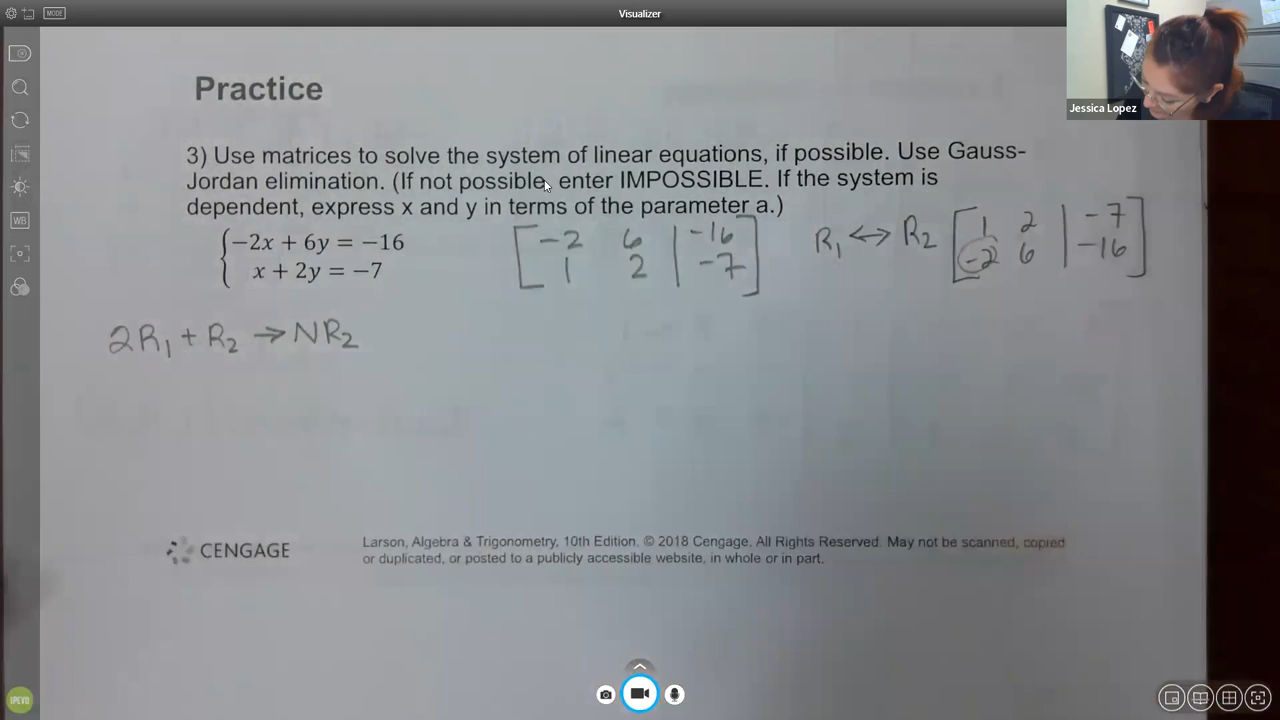 MODE
Visualizer
Jessica Lopez
WB
Practice
3) Use matrices to solve the system of linear equations, if possible. Use Gauss-
Jordan elimination. (If not possible, enter IMPOSSIBLE. If the system is
dependent, express x and y in terms of the parameter a.)
−2x + 6y = −16
x + 2y = −7
-2 6 | -16
1 2 | -7
R₁ ↔ R₂
1 2 | -7
-2 6 | -16
2R₁ + R₂ → NR₂
CENGAGE
Larson, Algebra & Trigonometry, 10th Edition. © 2018 Cengage. All Rights Reserved. May not be scanned, copied
or duplicated, or posted to a publicly accessible website, in whole or in part.
IPEVO